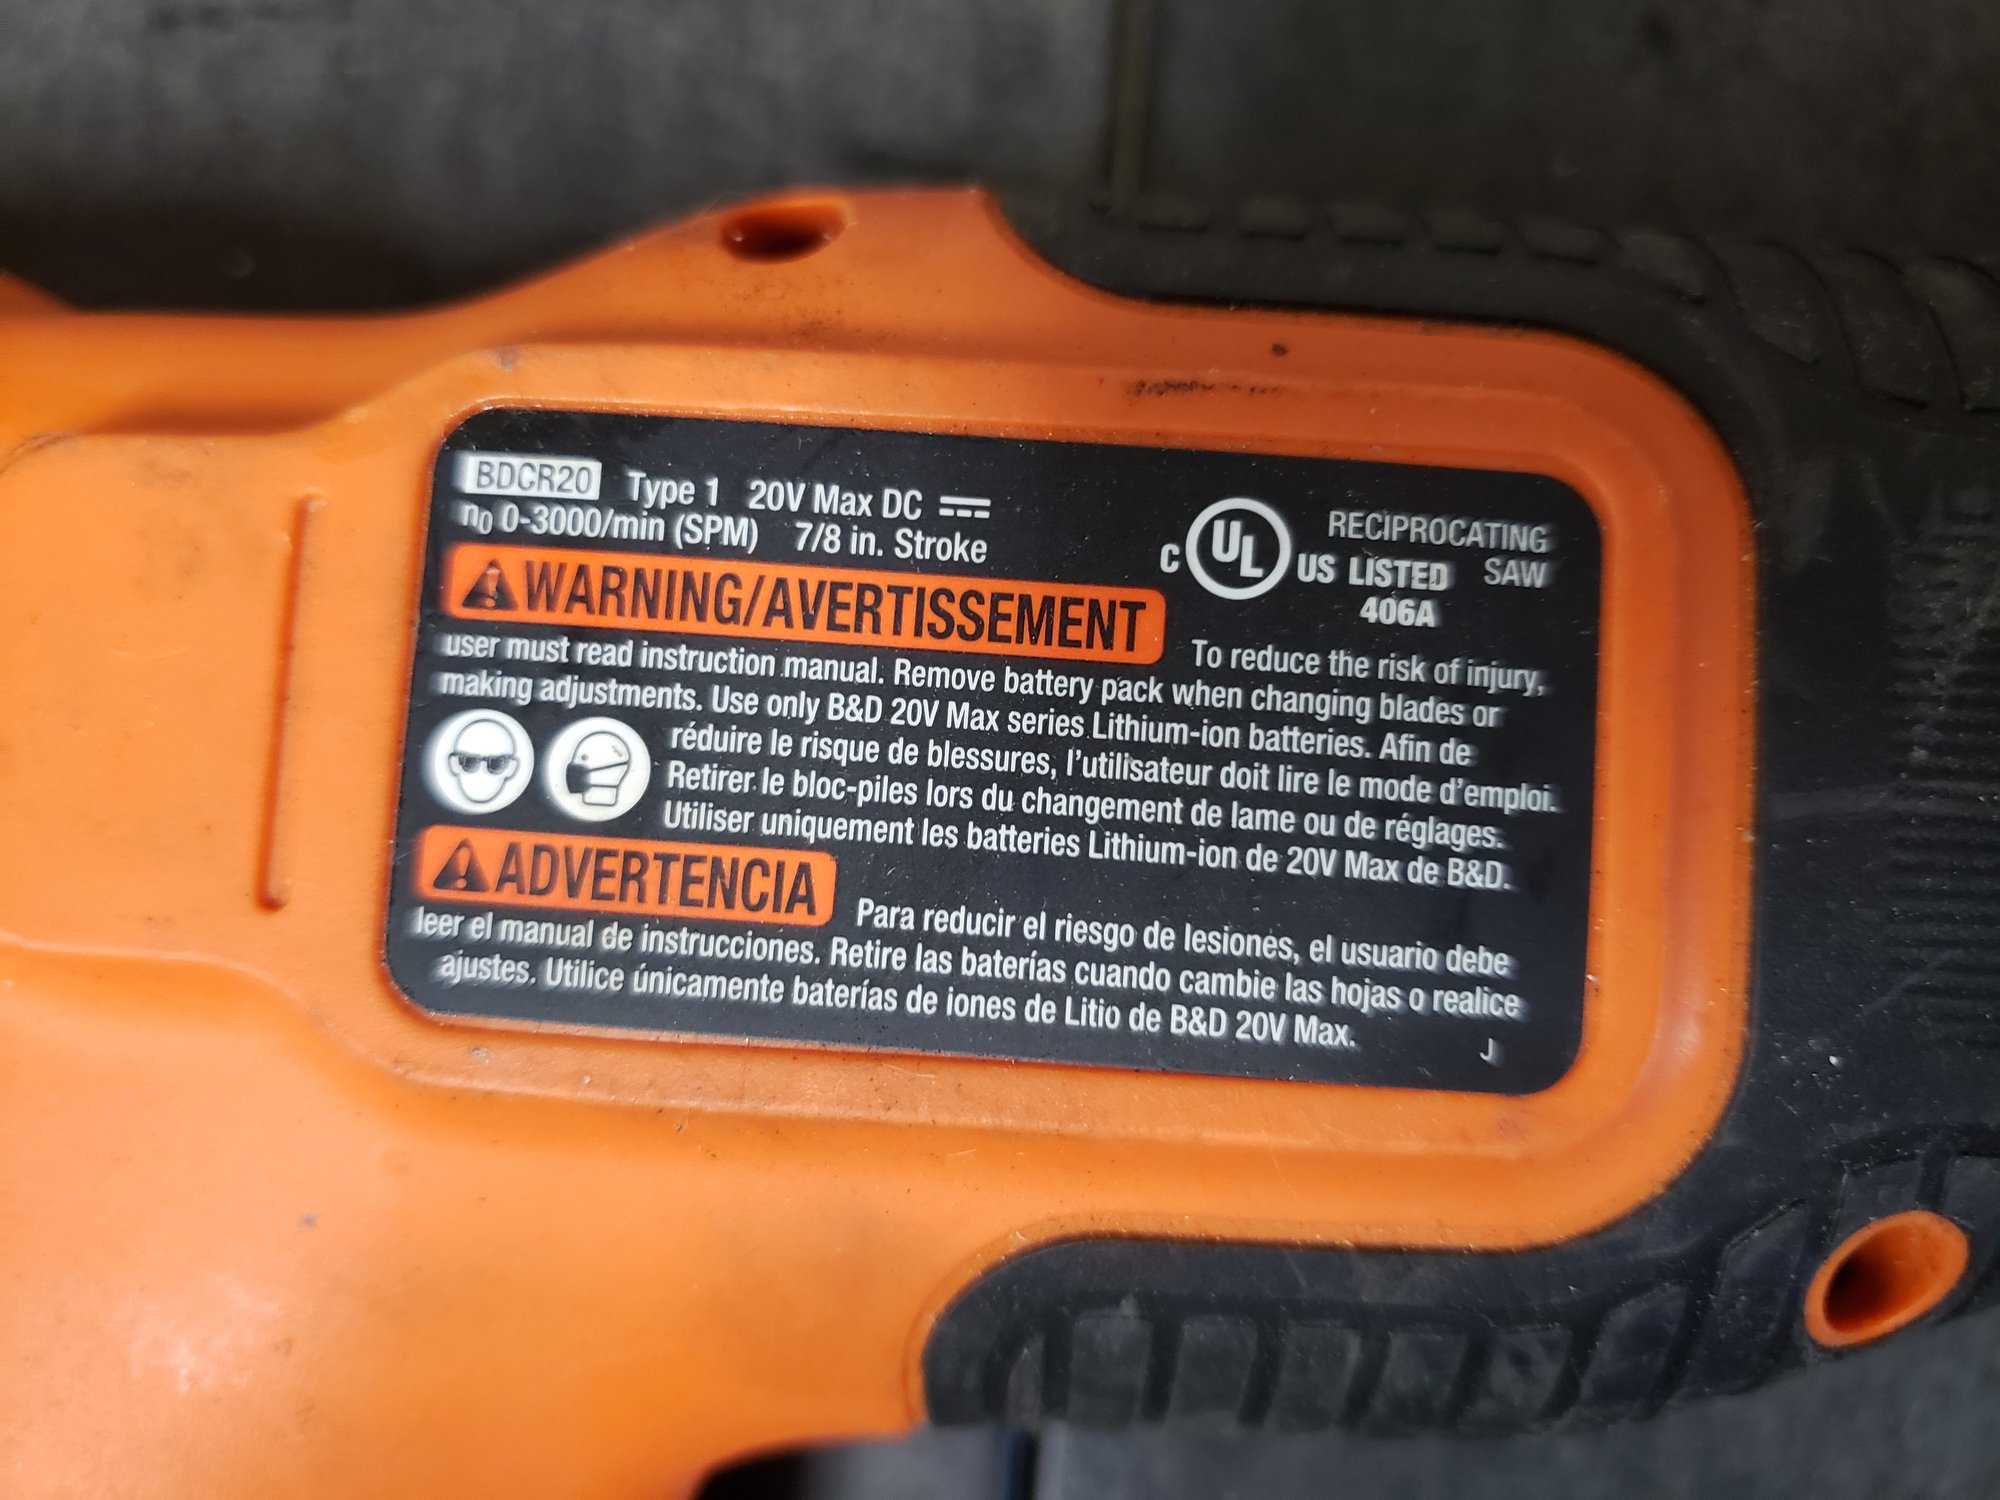 BDCR20 Type 1 20V Max DC
n0 0-3000/min (SPM) 7/8 in. Stroke
C UL US LISTED
406A
RECIPROCATING
SAW
WARNING/AVERTISSEMENT To reduce the risk of injury,
user must read instruction manual. Remove battery pack when changing blades or
making adjustments. Use only B&D 20V Max series Lithium-ion batteries. Afin de
réduire le risque de blessures, l'utilisateur doit lire le mode d'emploi.
Retirer le bloc-piles lors du changement de lame ou de réglages.
Utiliser uniquement les batteries Lithium-ion de 20V Max de B&D.
ADVERTENCIA Para reducir el riesgo de lesiones, el usuario debe
leer el manual de instrucciones. Retire las baterías cuando cambie las hojas o realice
ajustes. Utilice únicamente baterías de iones de Litio de B&D 20V Max.
J